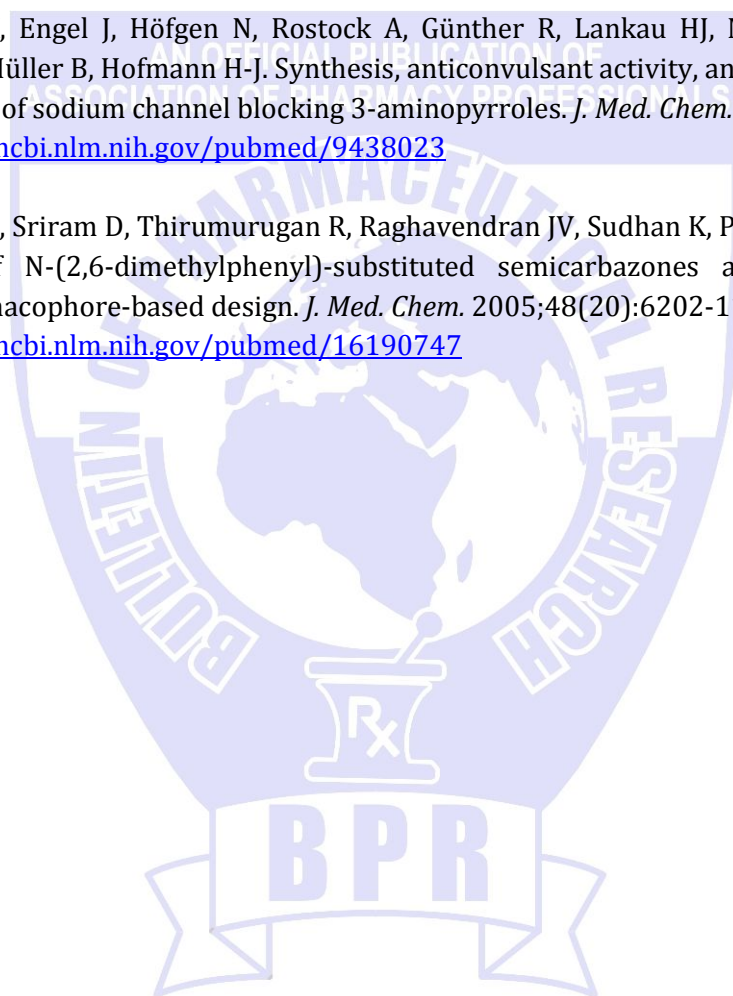 , Engel J, Höfgen N, Rostock A, Günther R, Lankau HJ,
AN OFFICIAL PUBLICATION OF
üller B, Hofmann H-J. Synthesis, anticonvulsant activity, an
ASSOCIATION OF PHARMACY PROFESSIONALS
of sodium channel blocking 3-aminopyrroles. J. Med. Chem.
ncbi.nlm.nih.gov/pubmed/9438023
, Sriram D, Thirumurugan R, Raghavendran JV, Sudhan K, P
f N-(2,6-dimethylphenyl)-substituted semicarbazones a
nacophore-based design. J. Med. Chem. 2005;48(20):6202-1
ncbi.nlm.nih.gov/pubmed/16190747
BULLETIN OF PHARMACEUTICAL RESEARCH
Rx
BPR